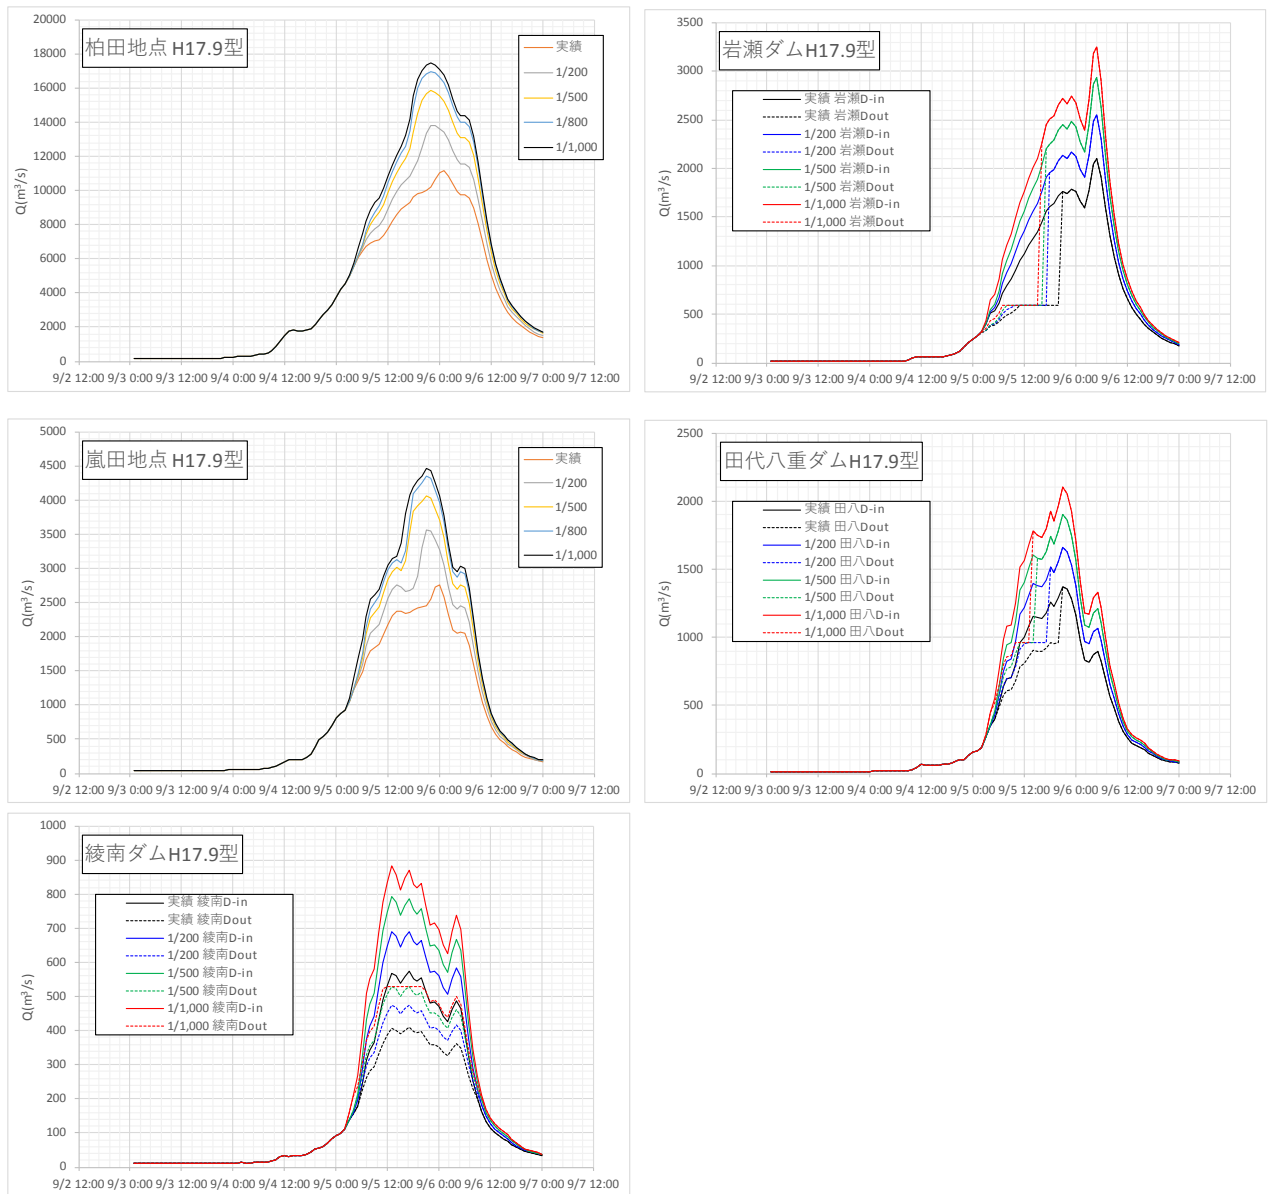 柏田地点 H17.9型
Q(m³/s)
20000
18000
16000
14000
12000
10000
8000
6000
4000
2000
0
9/2 12:00 9/3 0:00 9/3 12:00 9/4 0:00 9/4 12:00 9/5 0:00 9/5 12:00 9/6 0:00 9/6 12:00 9/7 0:00 9/7 12:00
実績
1/200
1/500
1/800
1/1,000
岩瀬ダムH17.9型
Q(m³/s)
3500
3000
2500
2000
1500
1000
500
0
9/2 12:00 9/3 0:00 9/3 12:00 9/4 0:00 9/4 12:00 9/5 0:00 9/5 12:00 9/6 0:00 9/6 12:00 9/7 0:00 9/7 12:00
実績 岩瀬D-in
実績 岩瀬Dout
1/200 岩瀬D-in
1/200 岩瀬Dout
1/500 岩瀬D-in
1/500 岩瀬Dout
1/1,000 岩瀬D-in
1/1,000 岩瀬Dout
嵐田地点 H17.9型
Q(m³/s)
5000
4500
4000
3500
3000
2500
2000
1500
1000
500
0
9/2 12:00 9/3 0:00 9/3 12:00 9/4 0:00 9/4 12:00 9/5 0:00 9/5 12:00 9/6 0:00 9/6 12:00 9/7 0:00 9/7 12:00
実績
1/200
1/500
1/800
1/1,000
田代八重ダムH17.9型
Q(m³/s)
2500
2000
1500
1000
500
0
9/2 12:00 9/3 0:00 9/3 12:00 9/4 0:00 9/4 12:00 9/5 0:00 9/5 12:00 9/6 0:00 9/6 12:00 9/7 0:00 9/7 12:00
実績 田八D-in
実績 田八Dout
1/200 田八D-in
1/200 田八Dout
1/500 田八D-in
1/500 田八Dout
1/1,000 田八D-in
1/1,000 田八Dout
綾南ダムH17.9型
Q(m³/s)
1000
900
800
700
600
500
400
300
200
100
0
9/2 12:00 9/3 0:00 9/3 12:00 9/4 0:00 9/4 12:00 9/5 0:00 9/5 12:00 9/6 0:00 9/6 12:00 9/7 0:00 9/7 12:00
実績 綾南D-in
実績 綾南Dout
1/200 綾南D-in
1/200 綾南Dout
1/500 綾南D-in
1/500 綾南Dout
1/1,000 綾南D-in
1/1,000 綾南Dout